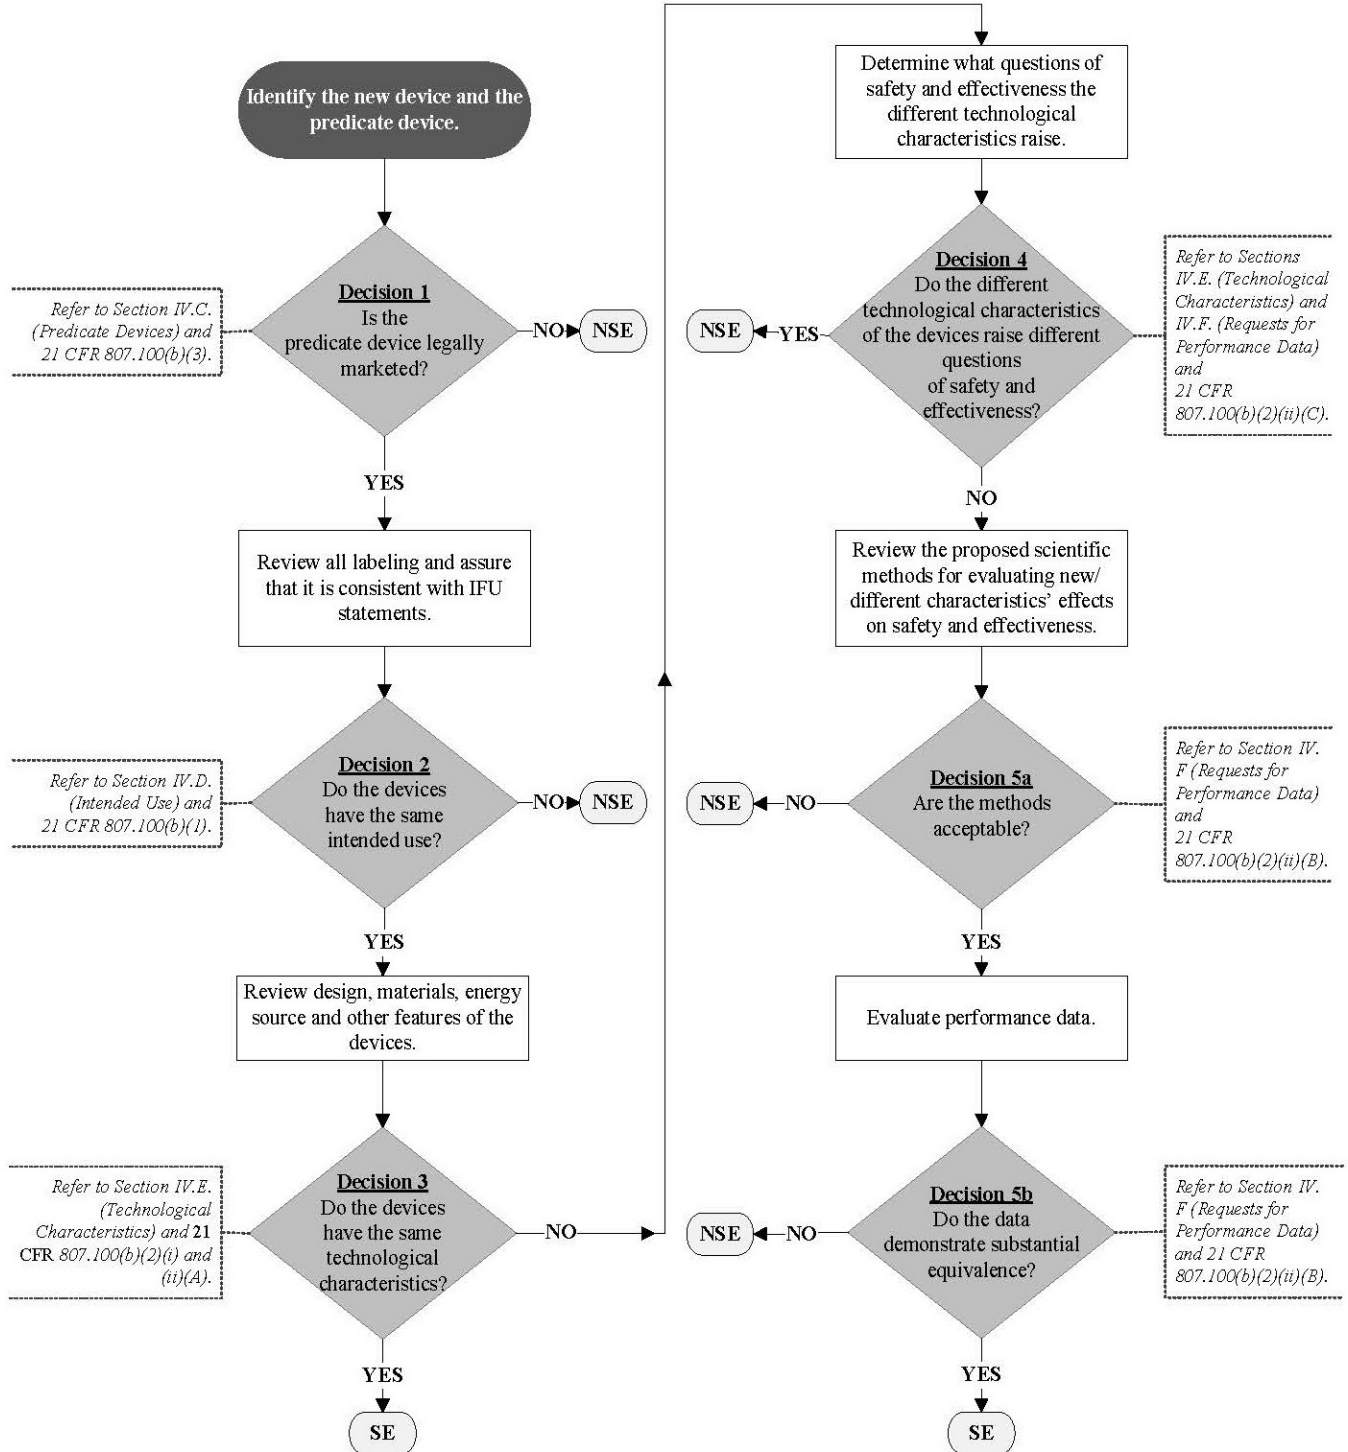 Identify the new device and the
predicate device.
Refer to Section IV.C.
(Predicate Devices) and
21 CFR 807.100(b)(3).
Decision 1
Is the
predicate device legally
marketed?
NO
NSE
YES
Review all labeling and assure
that it is consistent with IFU
statements.
Refer to Section IV.D.
(Intended Use) and
21 CFR 807.100(b)(1).
Decision 2
Do the devices
have the same
intended use?
NO
NSE
YES
Review design, materials, energy
source and other features of the
devices.
Refer to Section IV.E.
(Technological
Characteristics) and 21
CFR 807.100(b)(2)(i) and
(ii)(A).
Decision 3
Do the devices
have the same
technological
characteristics?
NO
YES
SE
Determine what questions of
safety and effectiveness the
different technological
characteristics raise.
Decision 4
Do the different
technological characteristics
of the devices raise different
questions
of safety and
effectiveness?
YES
NSE
Refer to Sections
IV.E. (Technological
Characteristics) and
IV.F. (Requests for
Performance Data)
and
21 CFR
807.100(b)(2)(ii)(C).
NO
Review the proposed scientific
methods for evaluating new/
different characteristics’ effects
on safety and effectiveness.
Decision 5a
Are the methods
acceptable?
NO
NSE
Refer to Section IV.
F (Requests for
Performance Data)
and
21 CFR
807.100(b)(2)(ii)(B).
YES
Evaluate performance data.
Decision 5b
Do the data
demonstrate substantial
equivalence?
NO
NSE
Refer to Section IV.
F (Requests for
Performance Data)
and 21 CFR
807.100(b)(2)(ii)(B).
YES
SE